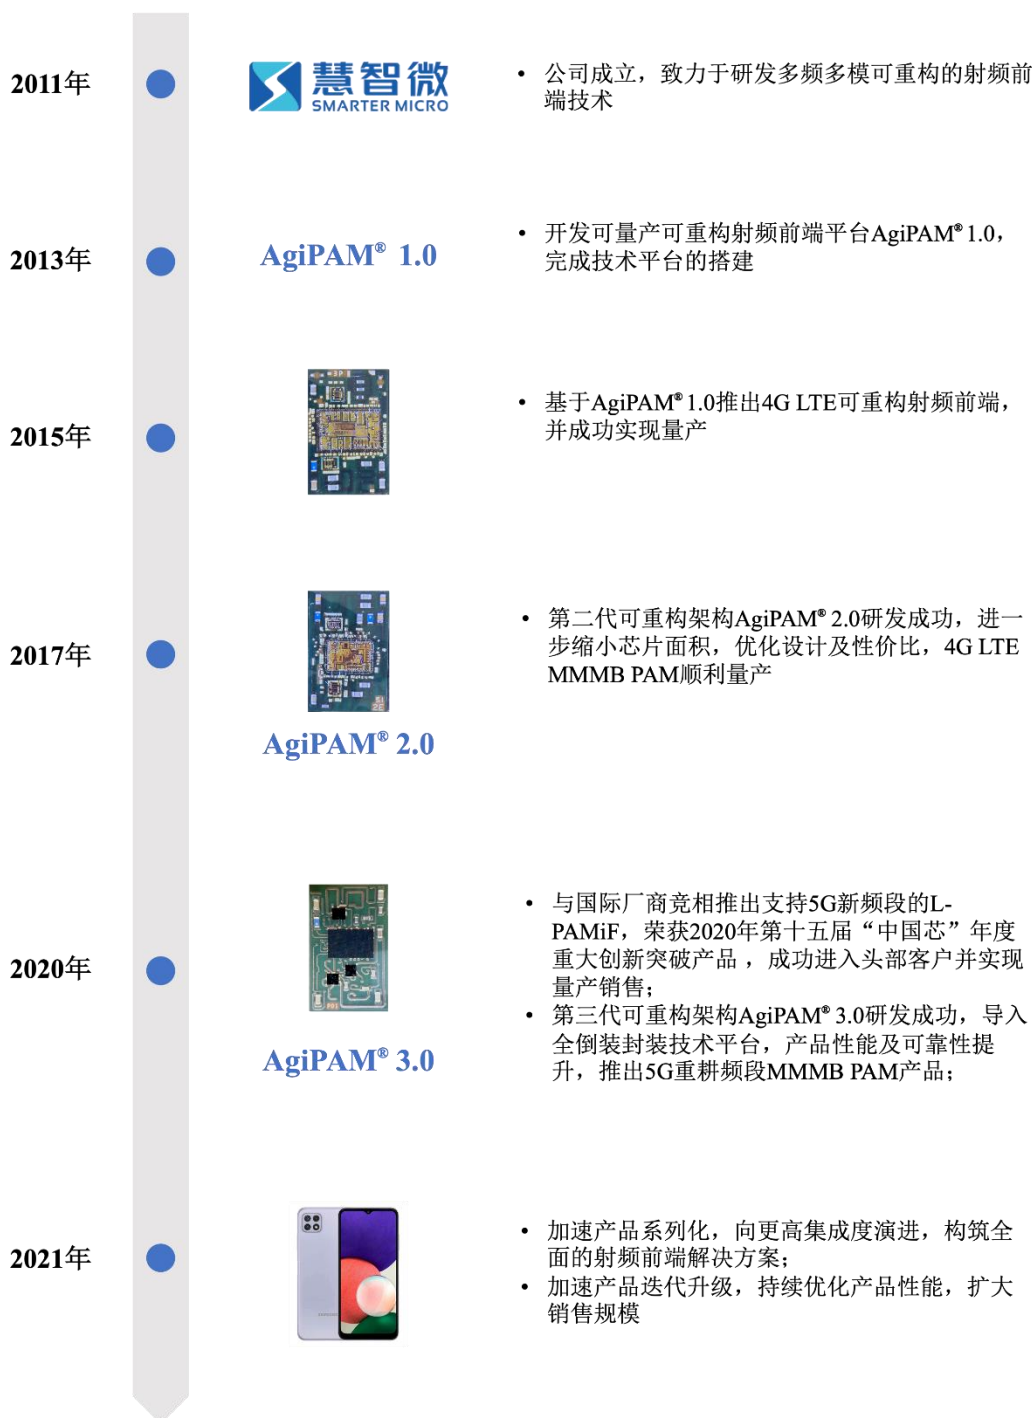 2011年
慧智微
SMARTER MICRO
• 公司成立，致力于研发多频多模可重构的射频前
端技术
2013年
AgiPAM® 1.0
• 开发可量产可重构射频前端平台AgiPAM® 1.0，
完成技术平台的搭建
2015年
• 基于AgiPAM® 1.0推出4G LTE可重构射频前端，
并成功实现量产
2017年
AgiPAM® 2.0
• 第二代可重构架构AgiPAM® 2.0研发成功，进一
步缩小芯片面积，优化设计及性价比，4G LTE
MMMB PAM顺利量产
2020年
AgiPAM® 3.0
• 与国际厂商竞相推出支持5G新频段的L-
PAMiF，荣获2020年第十五届“中国芯”年度
重大创新突破产品 ，成功进入头部客户并实现
量产销售；
• 第三代可重构架构AgiPAM® 3.0研发成功，导入
全倒装封装技术平台，产品性能及可靠性提
升，推出5G重耕频段MMMB PAM产品；
2021年
SAMSUNG
• 加速产品系列化，向更高集成度演进，构筑全
面的射频前端解决方案；
• 加速产品迭代升级，持续优化产品性能，扩大
销售规模